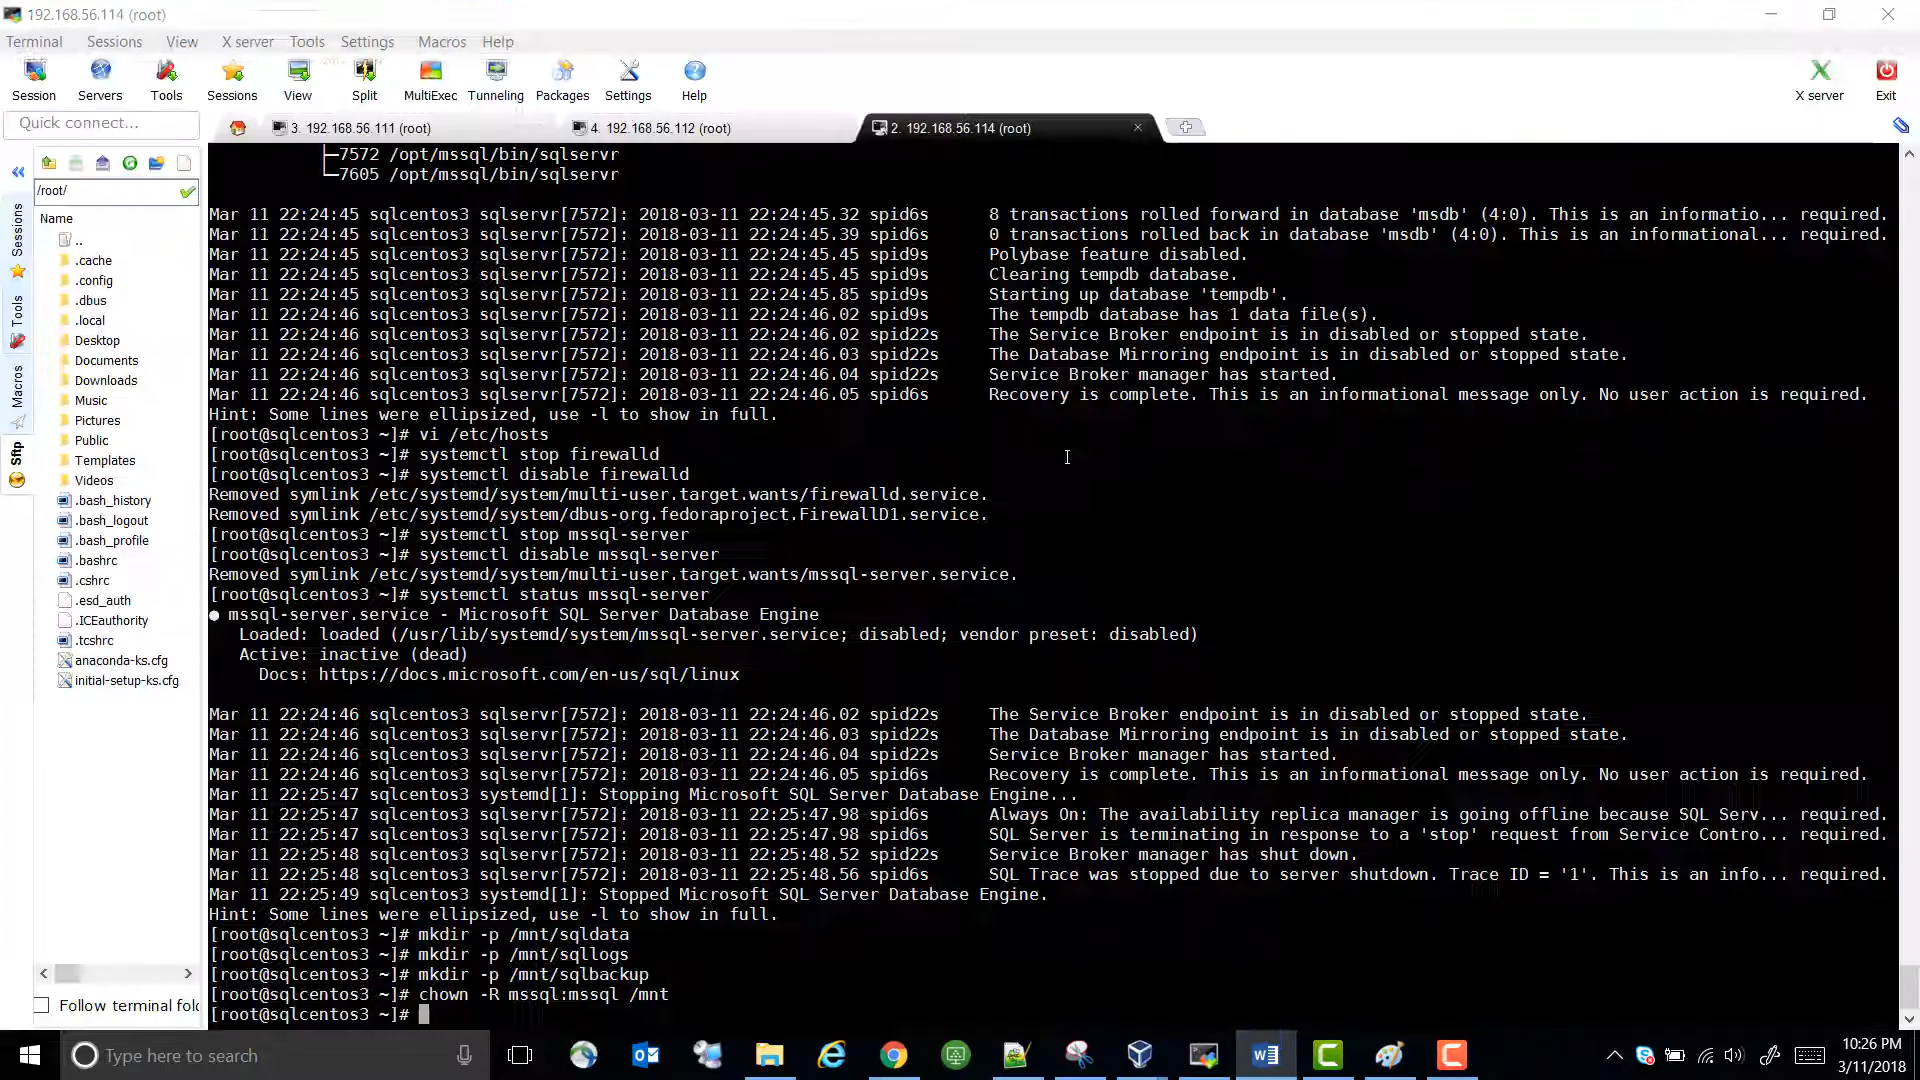 192.168.56.114 (root)
Terminal Sessions View X server Tools Settings Macros Help
Session Servers Tools Sessions View Split MultiExec Tunneling Packages Settings Help X server Exit
Quick connect...
3. 192.168.56.111 (root)
4. 192.168.56.112 (root)
2. 192.168.56.114 (root)
/root/
Name
..
.cache
.config
.dbus
.local
Desktop
Documents
Downloads
Music
Pictures
Public
Templates
Videos
.bash_history
.bash_logout
.bash_profile
.bashrc
.cshrc
.esd_auth
.ICEauthority
.tcshrc
anaconda-ks.cfg
initial-setup-ks.cfg
Follow terminal fold
Sessions
Tools
Macros
Sftp
├─7572 /opt/mssql/bin/sqlservr
└─7605 /opt/mssql/bin/sqlservr
Mar 11 22:24:45 sqlcentos3 sqlservr[7572]: 2018-03-11 22:24:45.32 spid6s 8 transactions rolled forward in database 'msdb' (4:0). This is an informatio... required.
Mar 11 22:24:45 sqlcentos3 sqlservr[7572]: 2018-03-11 22:24:45.39 spid6s 0 transactions rolled back in database 'msdb' (4:0). This is an informational... required.
Mar 11 22:24:45 sqlcentos3 sqlservr[7572]: 2018-03-11 22:24:45.45 spid9s Polybase feature disabled.
Mar 11 22:24:45 sqlcentos3 sqlservr[7572]: 2018-03-11 22:24:45.45 spid9s Clearing tempdb database.
Mar 11 22:24:45 sqlcentos3 sqlservr[7572]: 2018-03-11 22:24:45.85 spid9s Starting up database 'tempdb'.
Mar 11 22:24:46 sqlcentos3 sqlservr[7572]: 2018-03-11 22:24:46.02 spid9s The tempdb database has 1 data file(s).
Mar 11 22:24:46 sqlcentos3 sqlservr[7572]: 2018-03-11 22:24:46.02 spid22s The Service Broker endpoint is in disabled or stopped state.
Mar 11 22:24:46 sqlcentos3 sqlservr[7572]: 2018-03-11 22:24:46.03 spid22s The Database Mirroring endpoint is in disabled or stopped state.
Mar 11 22:24:46 sqlcentos3 sqlservr[7572]: 2018-03-11 22:24:46.04 spid22s Service Broker manager has started.
Mar 11 22:24:46 sqlcentos3 sqlservr[7572]: 2018-03-11 22:24:46.05 spid6s Recovery is complete. This is an informational message only. No user action is required.
Hint: Some lines were ellipsized, use -l to show in full.
[root@sqlcentos3 ~]# vi /etc/hosts
[root@sqlcentos3 ~]# systemctl stop firewalld
[root@sqlcentos3 ~]# systemctl disable firewalld
Removed symlink /etc/systemd/system/multi-user.target.wants/firewalld.service.
Removed symlink /etc/systemd/system/dbus-org.fedoraproject.FirewallD1.service.
[root@sqlcentos3 ~]# systemctl stop mssql-server
[root@sqlcentos3 ~]# systemctl disable mssql-server
Removed symlink /etc/systemd/system/multi-user.target.wants/mssql-server.service.
[root@sqlcentos3 ~]# systemctl status mssql-server
● mssql-server.service - Microsoft SQL Server Database Engine
Loaded: loaded (/usr/lib/systemd/system/mssql-server.service; disabled; vendor preset: disabled)
Active: inactive (dead)
Docs: https://docs.microsoft.com/en-us/sql/linux
Mar 11 22:24:46 sqlcentos3 sqlservr[7572]: 2018-03-11 22:24:46.02 spid22s The Service Broker endpoint is in disabled or stopped state.
Mar 11 22:24:46 sqlcentos3 sqlservr[7572]: 2018-03-11 22:24:46.03 spid22s The Database Mirroring endpoint is in disabled or stopped state.
Mar 11 22:24:46 sqlcentos3 sqlservr[7572]: 2018-03-11 22:24:46.04 spid22s Service Broker manager has started.
Mar 11 22:24:46 sqlcentos3 sqlservr[7572]: 2018-03-11 22:24:46.05 spid6s Recovery is complete. This is an informational message only. No user action is required.
Mar 11 22:25:47 sqlcentos3 systemd[1]: Stopping Microsoft SQL Server Database Engine...
Mar 11 22:25:47 sqlcentos3 sqlservr[7572]: 2018-03-11 22:25:47.98 spid6s Always On: The availability replica manager is going offline because SQL Serv... required.
Mar 11 22:25:47 sqlcentos3 sqlservr[7572]: 2018-03-11 22:25:47.98 spid6s SQL Server is terminating in response to a 'stop' request from Service Contro... required.
Mar 11 22:25:48 sqlcentos3 sqlservr[7572]: 2018-03-11 22:25:48.52 spid22s Service Broker manager has shut down.
Mar 11 22:25:48 sqlcentos3 sqlservr[7572]: 2018-03-11 22:25:48.56 spid6s SQL Trace was stopped due to server shutdown. Trace ID = '1'. This is an info... required.
Mar 11 22:25:49 sqlcentos3 systemd[1]: Stopped Microsoft SQL Server Database Engine.
Hint: Some lines were ellipsized, use -l to show in full.
[root@sqlcentos3 ~]# mkdir -p /mnt/sqldata
[root@sqlcentos3 ~]# mkdir -p /mnt/sqllogs
[root@sqlcentos3 ~]# mkdir -p /mnt/sqlbackup
[root@sqlcentos3 ~]# chown -R mssql:mssql /mnt
[root@sqlcentos3 ~]#
Type here to search
10:26 PM
3/11/2018